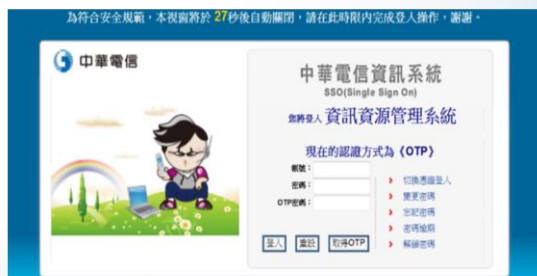 為符合安全規範，本視窗將於 27秒後自動關閉，請在此時限內完成登入操作，謝謝。
中華電信
中華電信資訊系統
SSO(Single Sign On)
您將登入 資訊資源管理系統
現在的認證方式為《OTP》
帳號：
密碼：
OTP密碼：
切換憑證登入
變更密碼
忘記密碼
密碼逾期
解鎖密碼
登入 重設 取得OTP